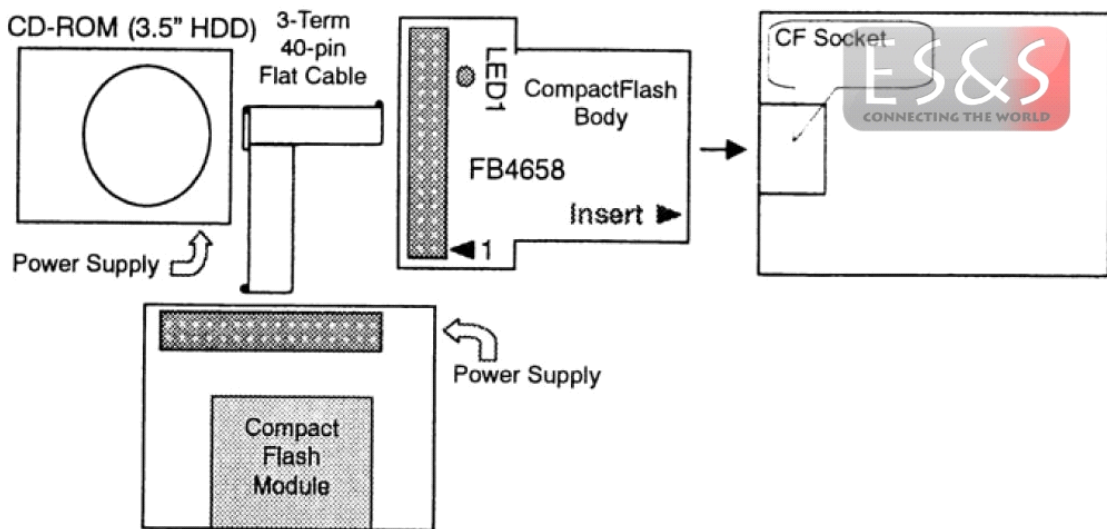 CD-ROM (3.5" HDD)
3-Term
40-pin
Flat Cable
Power Supply
LED1
CompactFlash
Body
FB4658
Insert
1
CF Socket
ES&S
CONNECTING THE WORLD
Power Supply
Compact
Flash
Module